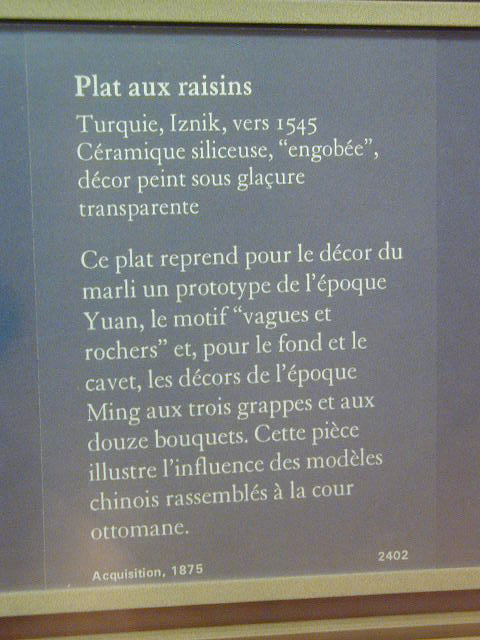 Plat aux raisins
Turquie, Iznik, vers 1545
Céramique siliceuse, “engobée”,
décor peint sous glaçure
transparente
Ce plat reprend pour le décor du
marli un prototype de l’époque
Yuan, le motif “vagues et
rochers” et, pour le fond et le
cavet, les décors de l’époque
Ming aux trois grappes et aux
douze bouquets. Cette pièce
illustre l’influence des modèles
chinois rassemblés à la cour
ottomane.
Acquisition, 1875
2402